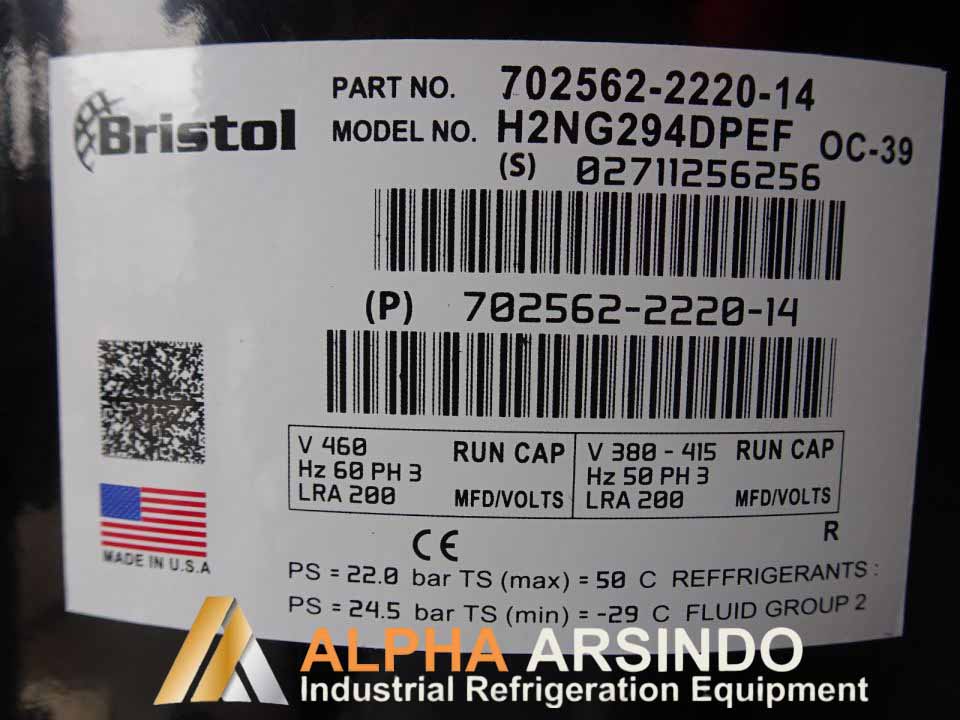 Bristol
PART NO. 702562-2220-14
MODEL NO. H2NG294DPEF OC-39
(S) 02711256256
(P) 702562-2220-14
V 460 RUN CAP
Hz 60 PH 3
LRA 200 MFD/VOLTS
V 380 - 415 RUN CAP
Hz 50 PH 3
LRA 200 MFD/VOLTS
R
CE
MADE IN U.S.A
PS = 22.0 bar TS (max) = 50 C REFFRIGERANTS :
PS = 24.5 bar TS (min) = -29 C FLUID GROUP 2
ALPHA ARSINDO
Industrial Refrigeration Equipment